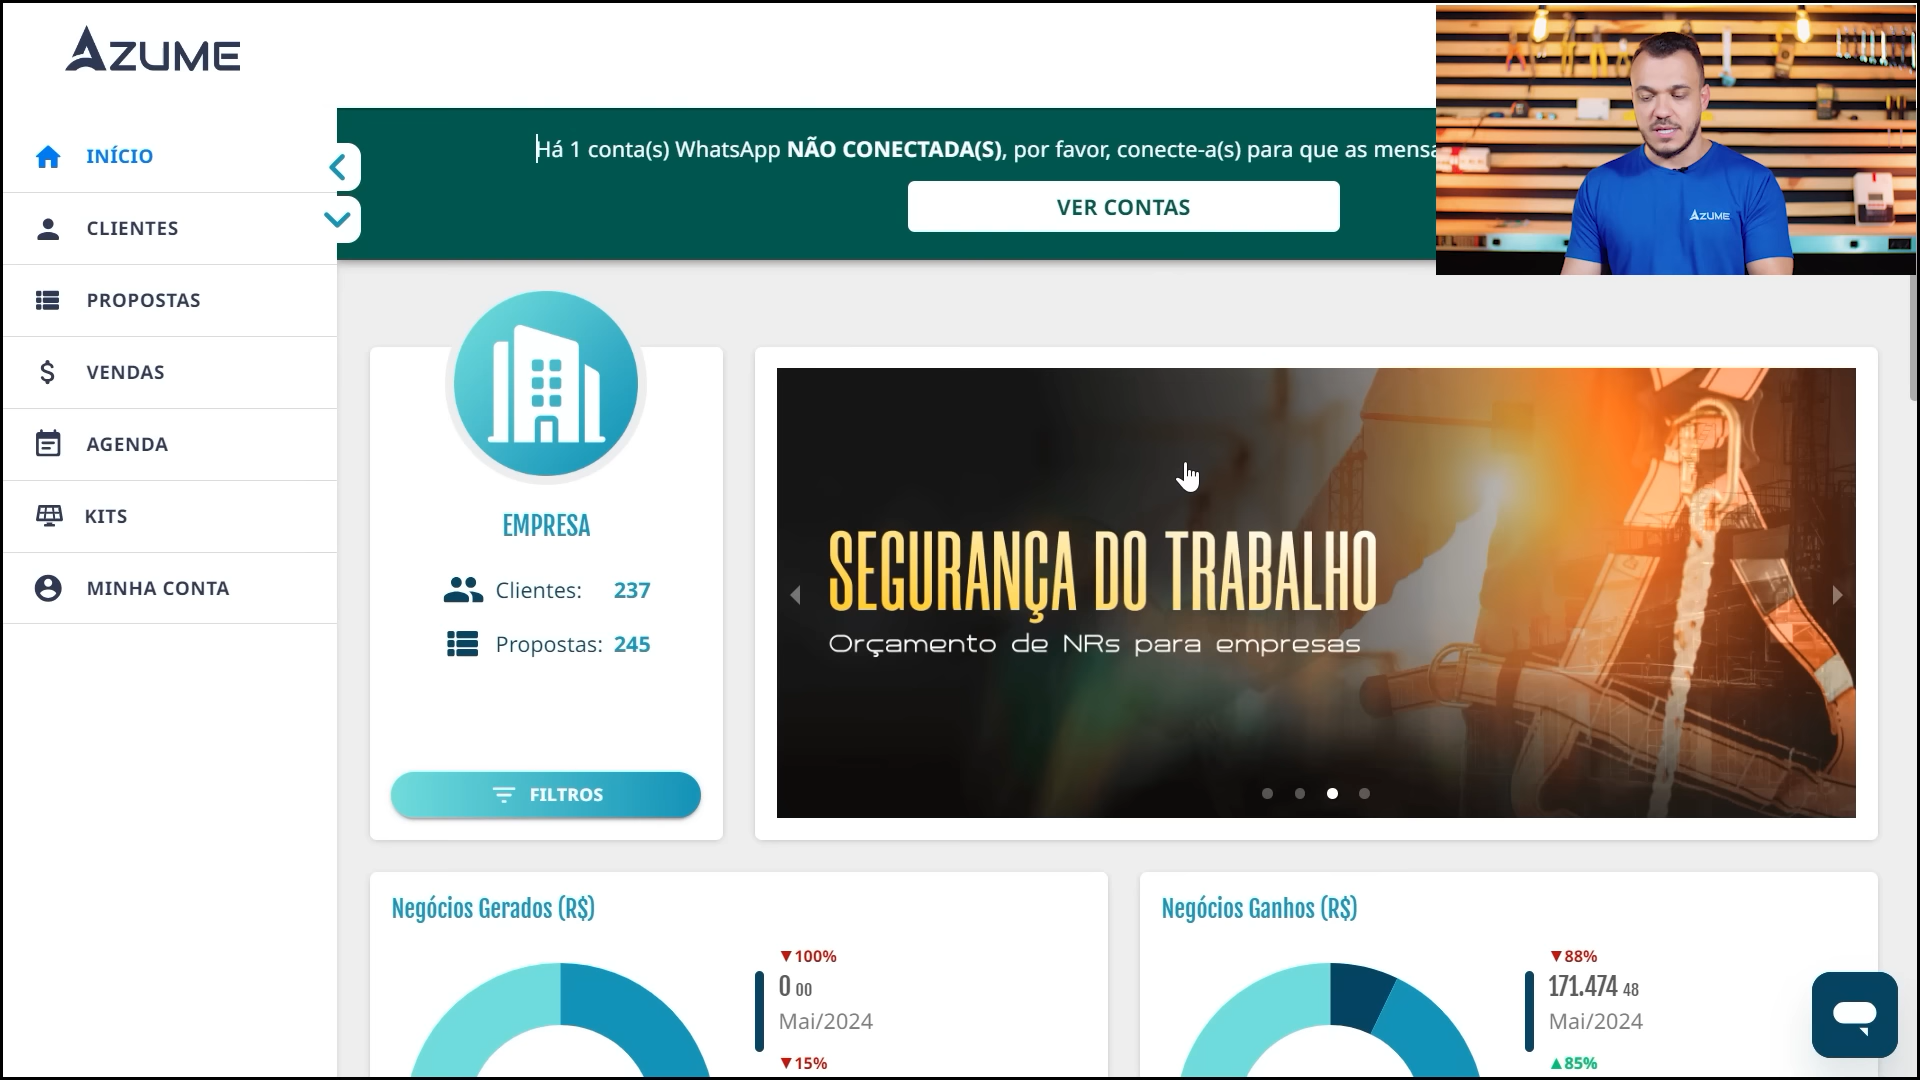 AZUME
INÍCIO
CLIENTES
PROPOSTAS
VENDAS
AGENDA
KITS
MINHA CONTA
Há 1 conta(s) WhatsApp NÃO CONECTADA(S), por favor, conecte-a(s) para que as mensa
VER CONTAS
AZUME
EMPRESA
Clientes: 237
Propostas: 245
FILTROS
SEGURANÇA DO TRABALHO
Orçamento de NRs para empresas
Negócios Gerados (R$)
▼100%
0 00
Mai/2024
▼15%
Negócios Ganhos (R$)
▼88%
171.474 48
Mai/2024
▲85%